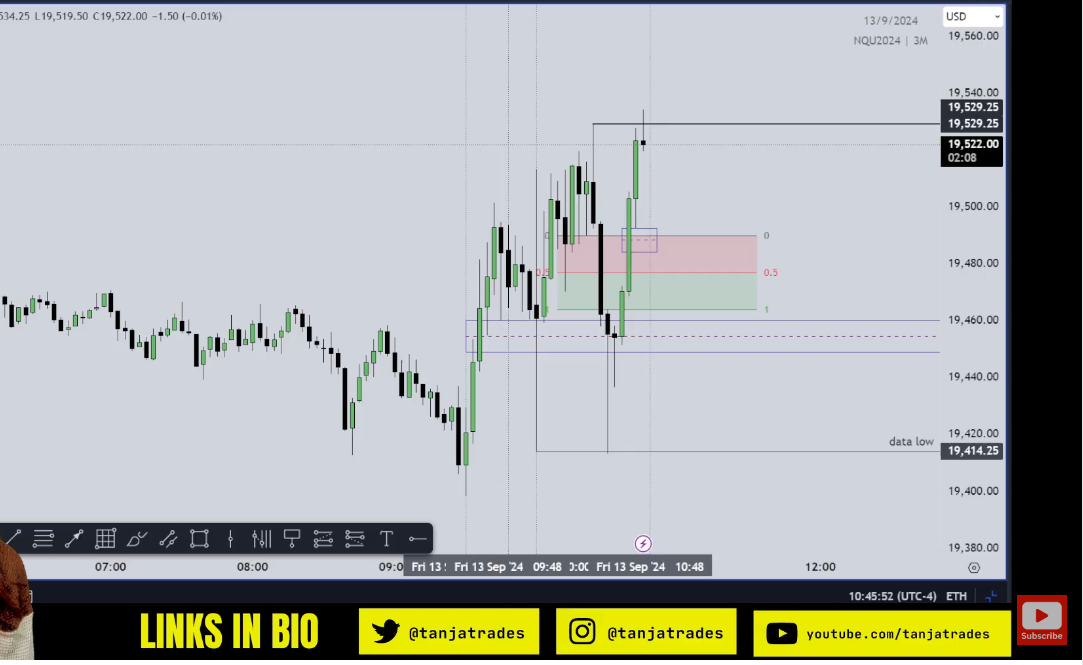 534.25 L19,519.50 C19,522.00 −1.50 (−0.01%)
USD
13/9/2024
NQU2024 | 3M
19,560.00
19,540.00
19,529.25
19,529.25
19,522.00
02:08
19,500.00
0
0
19,480.00
0.5
0.5
1
19,460.00
19,440.00
19,420.00
data low
19,414.25
19,400.00
19,380.00
T
07:00
08:00
09:0
Fri 13
Fri 13 Sep '24 09:48
0:00
Fri 13 Sep '24 10:48
12:00
10:45:52 (UTC-4) ETH
LINKS IN BIO
@tanjatrades
@tanjatrades
youtube.com/tanjatrades
Subscribe